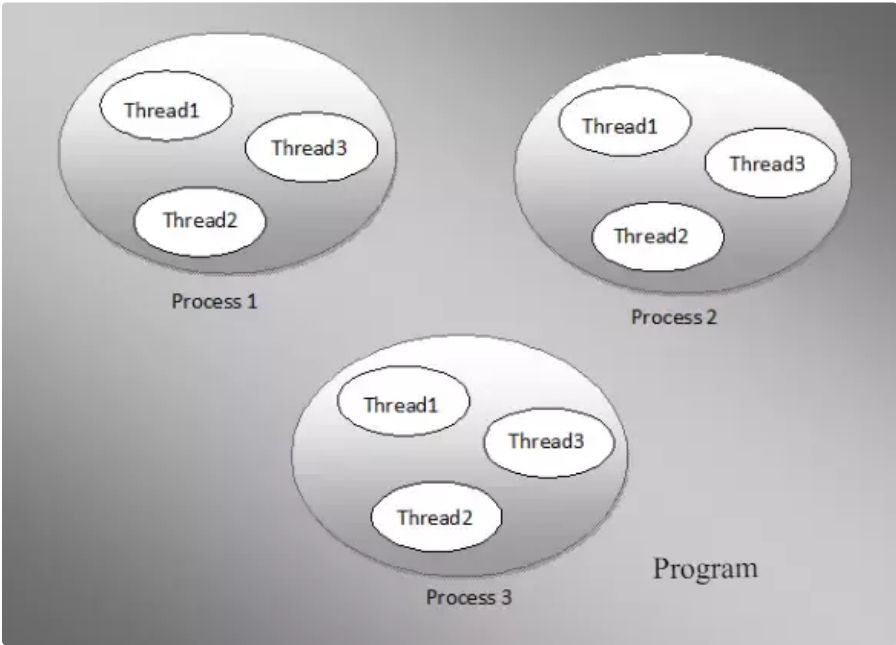 Thread1
Thread3
Thread2
Process 1
Thread1
Thread3
Thread2
Process 2
Thread1
Thread3
Thread2
Process 3
Program